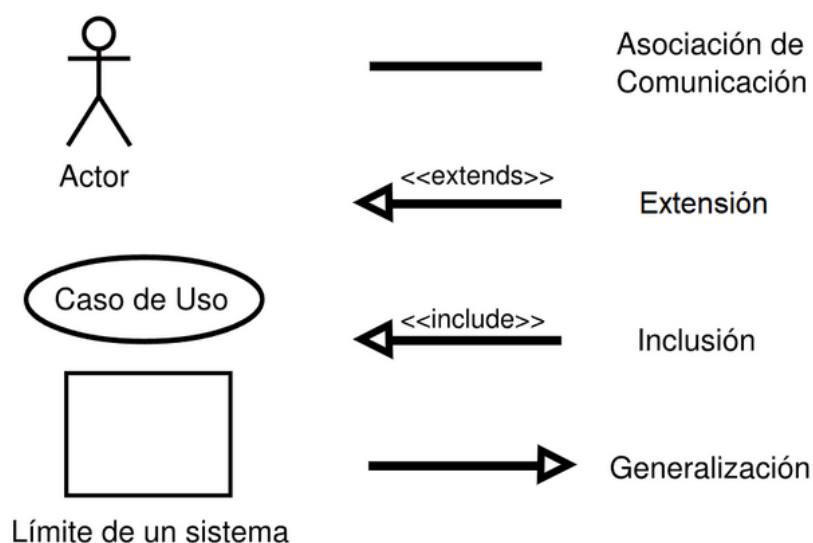 Asociación de
Comunicación
Actor
<<extends>>
Extensión
Caso de Uso
<<include>>
Inclusión
Generalización
Límite de un sistema